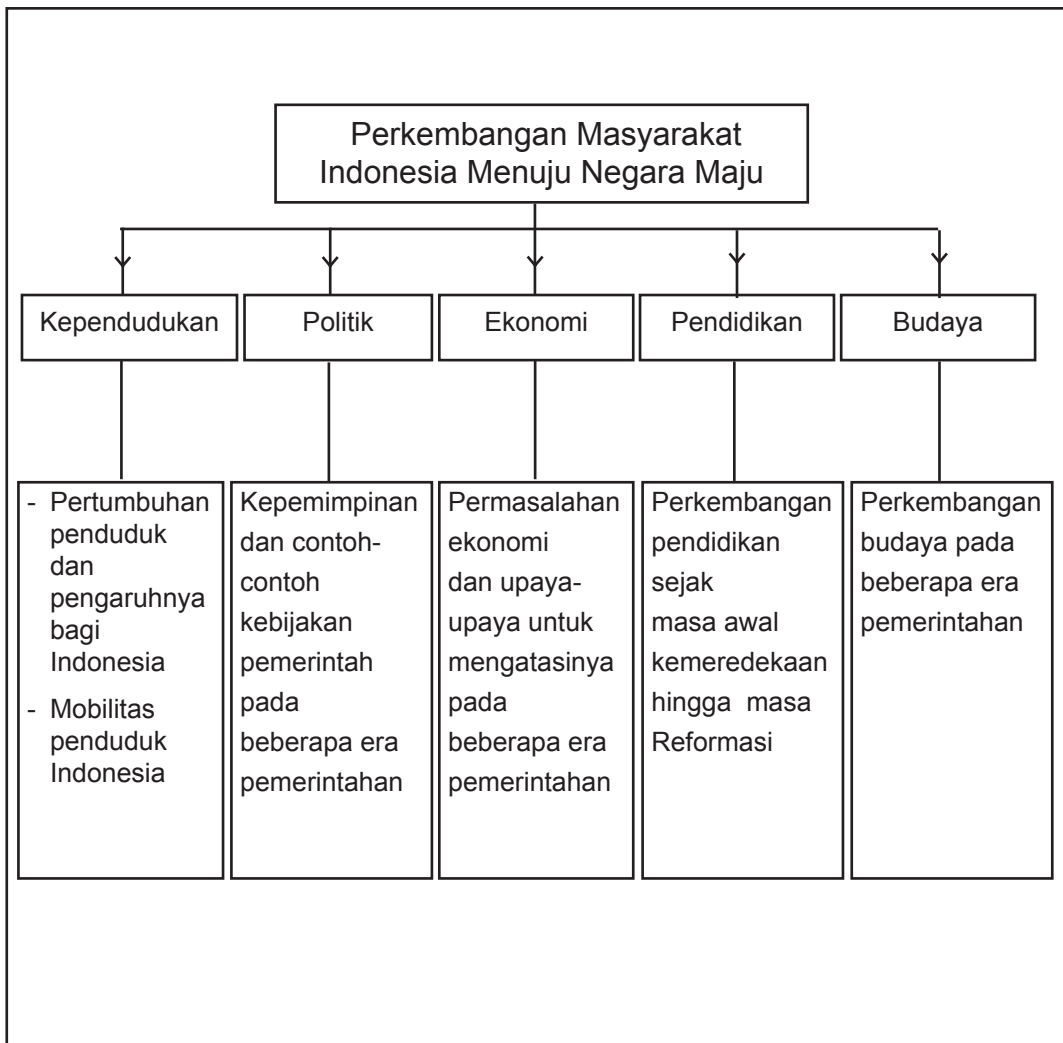 Perkembangan Masyarakat
Indonesia Menuju Negara Maju
Kependudukan
Politik
Ekonomi
Pendidikan
Budaya
- Pertumbuhan
penduduk
dan
pengaruhnya
bagi
Indonesia
- Mobilitas
penduduk
Indonesia
Kepemimpinan
dan contoh-
contoh
kebijakan
pemerintah
pada
beberapa era
pemerintahan
Permasalahan
ekonomi
dan upaya-
upaya untuk
mengatasinya
pada
beberapa era
pemerintahan
Perkembangan
pendidikan
sejak
masa awal
kemeredekaan
hingga masa
Reformasi
Perkembangan
budaya pada
beberapa era
pemerintahan